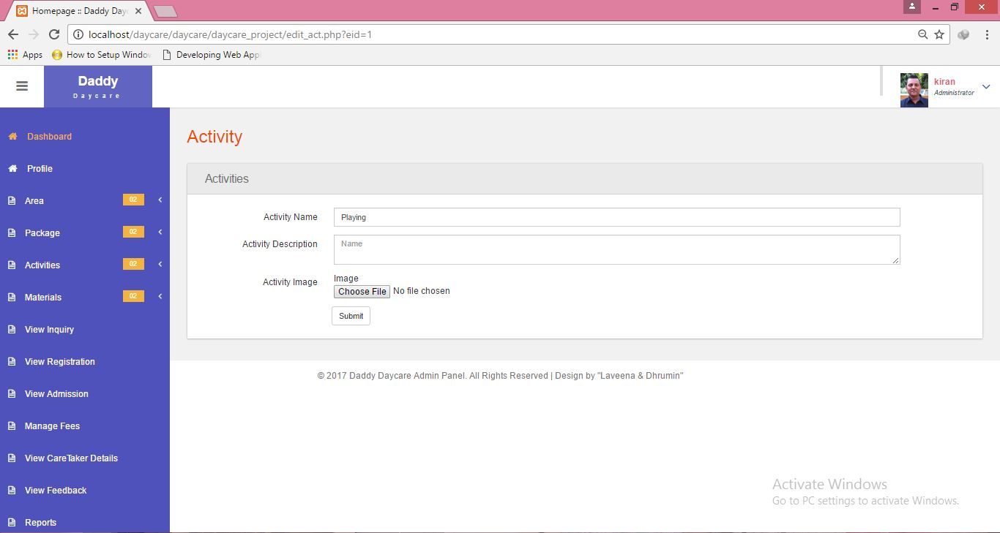 Homepage :: Daddy Day
localhost/daycare/daycare/daycare_project/edit_act.php?eid=1
Apps How to Setup Window Developing Web Appl
Daddy
Daycare
kiran
Administrator
Dashboard
Profile
Area 02
Package 02
Activities 02
Materials 02
View Inquiry
View Registration
View Admission
Manage Fees
View CareTaker Details
View Feedback
Reports
Activity
Activities
Activity Name Playing
Activity Description Name
Activity Image Image
Choose File No file chosen
Submit
© 2017 Daddy Daycare Admin Panel. All Rights Reserved | Design by "Laveena & Dhrumin"
Activate Windows
Go to PC settings to activate Windows.